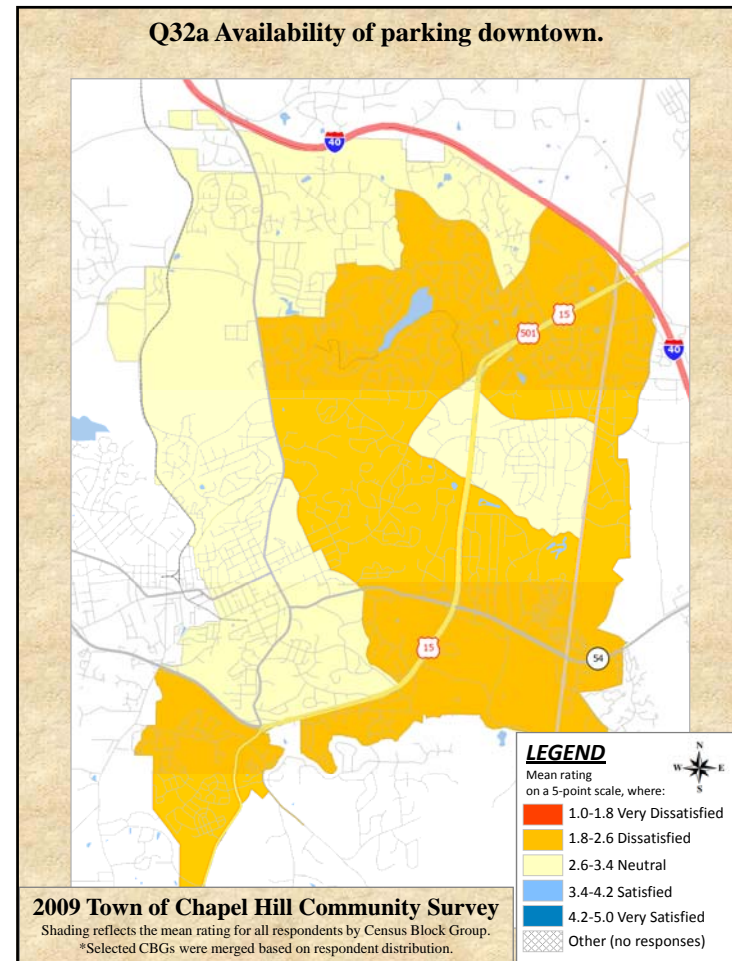 Q32a Availability of parking downtown.
40
15
501
40
15
54
LEGEND
Mean rating
on a 5-point scale, where:
N
W E
S
1.0-1.8 Very Dissatisfied
1.8-2.6 Dissatisfied
2.6-3.4 Neutral
3.4-4.2 Satisfied
4.2-5.0 Very Satisfied
Other (no responses)
2009 Town of Chapel Hill Community Survey
Shading reflects the mean rating for all respondents by Census Block Group.
*Selected CBGs were merged based on respondent distribution.